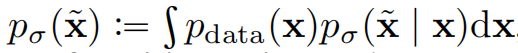 p_σ(x̃) := ∫ p_data(x)p_σ(x̃ | x)dx.